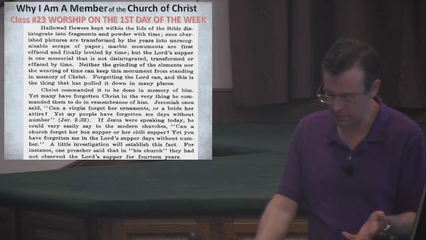 Why I Am A Member of the Church of Christ
Class #23 WORSHIP ON THE 1ST DAY OF THE WEEK
Hallowed flowers kept within the lids of the Bible dis-
integrate into fragments and powder with time; once cher-
ished pictures are transformed by the years into unrecog-
nizable scraps of paper; marble monuments are first
effaced and finally leveled by time; but the Lord's supper
is one memorial that is not disintegrated, transformed or
effaced by time. Neither the grinding of the elements nor
the wearing of time can keep this monument from standing
in memory of Christ. Forgetting the Lord can, and this is
the thing that has pulled it down in many places.
Christ commanded it to be done in memory of him.
Yet many have forgotten Christ in the very thing he com-
manded them to do in remembrance of him. Jeremiah once
said, "Can a virgin forget her ornaments, or a bride her
attire? Yet my people have forgotten me days without
number" (Jer. 2:32). If Jesus were speaking today, he
could very easily say to the modern churches, "Can a
church forget her box supper or her chili supper? Yet you
have forgotten me in the Lord's supper days without num-
ber." A little investigation will establish this fact. For
instance, one preacher said that in "his church" they had
not observed the Lord's supper for fourteen years.